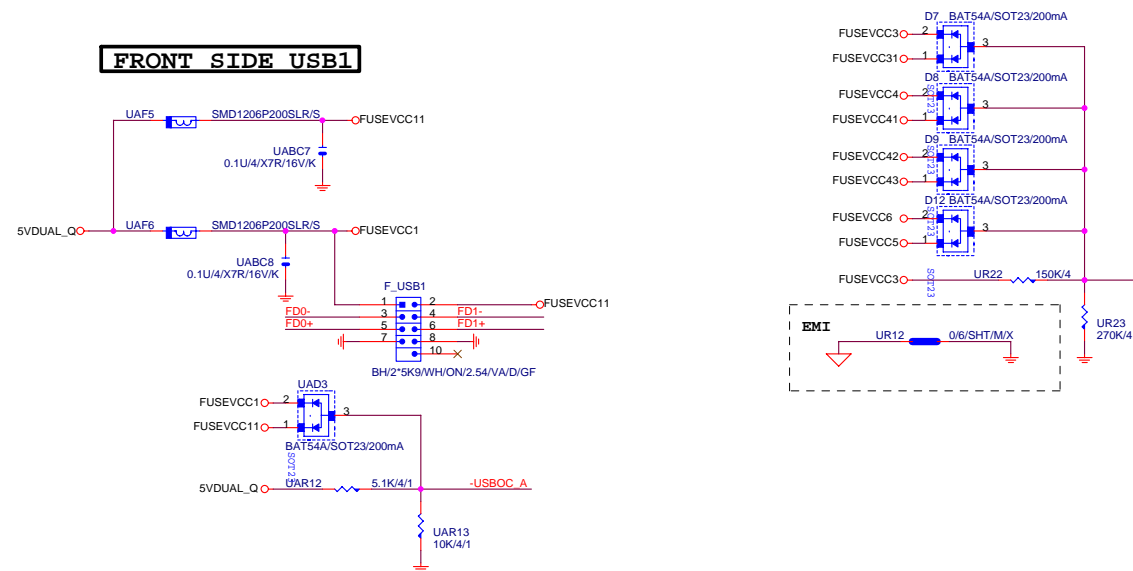 FRONT SIDE USB1
UAF5
SMD1206P200SLR/S
FUSEVCC11
UABC7
0.1U/4/X7R/16V/K
5VDUAL_Q
UAF6
SMD1206P200SLR/S
FUSEVCC1
UABC8
0.1U/4/X7R/16V/K
F_USB1
1
2
FUSEVCC11
FD0-
3
4
FD1-
FD0+
5
6
FD1+
7
8
10
BH/2*5K9/WH/ON/2.54/VA/D/GF
UAD3
FUSEVCC1
2
3
FUSEVCC11
1
BAT54A/SOT23/200mA
SOT23
5VDUAL_Q
UAR12
5.1K/4/1
-USBOC_A
UAR13
10K/4/1
D7 BAT54A/SOT23/200mA
FUSEVCC3
2
3
FUSEVCC31
1
D8 BAT54A/SOT23/200mA
SOT23
FUSEVCC4
2
3
FUSEVCC41
1
D9 BAT54A/SOT23/200mA
SOT23
FUSEVCC42
2
3
FUSEVCC43
1
D12 BAT54A/SOT23/200mA
SOT23
FUSEVCC6
2
3
FUSEVCC5
1
SOT23
FUSEVCC3
UR22
150K/4
UR23
270K/4
EMI
UR12
0/6/SHT/M/X